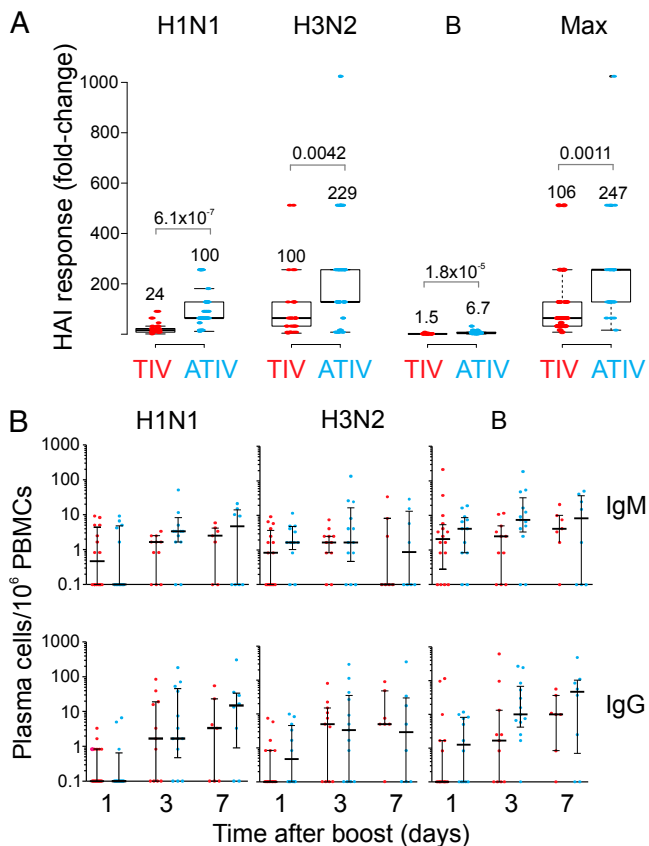 A
H1N1 H3N2 B Max
HAI response (fold-change)
1000
800
600
400
200
6.1x10⁻⁷
24
100
0.0042
100
229
1.8x10⁻⁵
1.5
6.7
0.0011
106
247
TIV ATIV TIV ATIV TIV ATIV TIV ATIV
B
H1N1 H3N2 B
Plasma cells/10⁶ PBMCs
1000
100
10
1
0.1
IgM
1000
100
10
1
0.1
IgG
1 3 7 1 3 7 1 3 7
Time after boost (days)